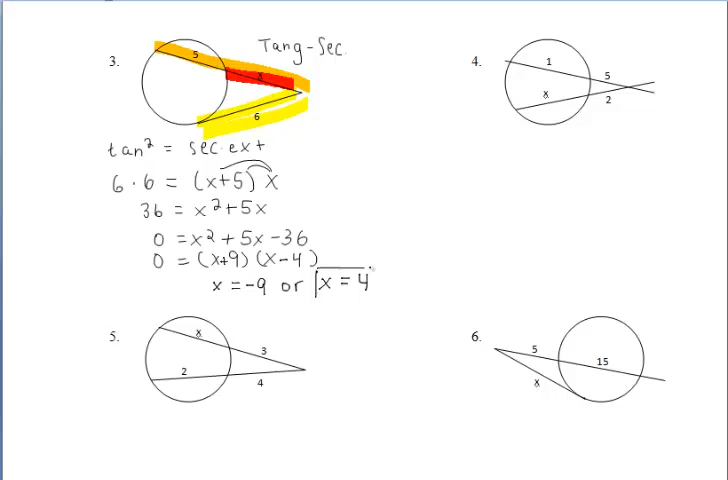 3.
5
x
6
Tang-Sec.
tan² = sec·ext
6·6 = (x+5) x
36 = x²+5x
0 = x²+5x-36
0 = (x+9)(x-4)
x = -9 or x = 4
4.
1
5
x
2
5.
x
3
2
4
6.
5
15
x